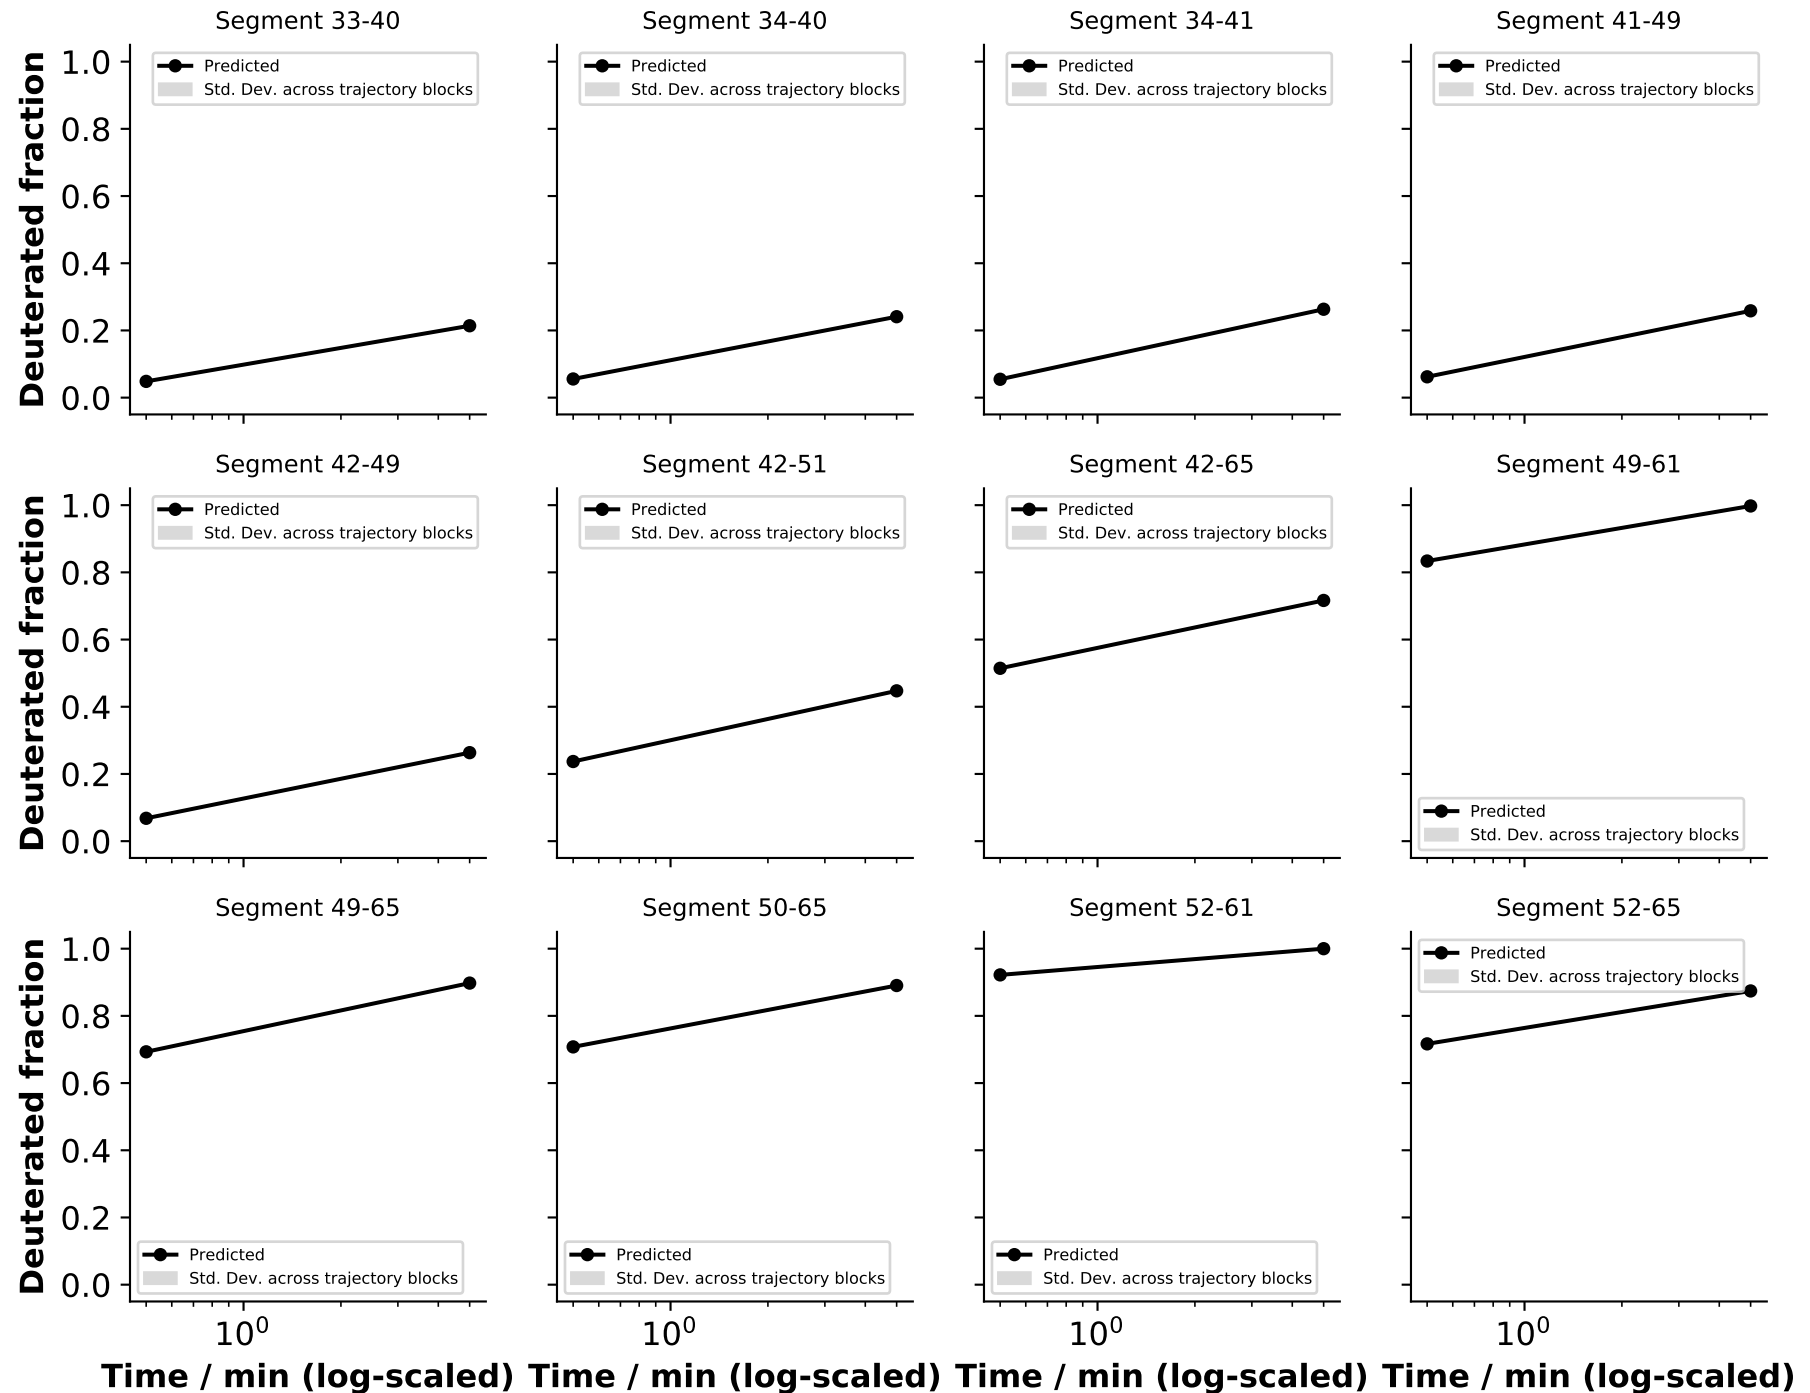 Segment 33-40
Segment 34-40
Segment 34-41
Segment 41-49
Deuterated fraction
1.0
0.8
0.6
0.4
0.2
0.0
Predicted
Std. Dev. across trajectory blocks
Predicted
Std. Dev. across trajectory blocks
Predicted
Std. Dev. across trajectory blocks
Predicted
Std. Dev. across trajectory blocks
Segment 42-49
Segment 42-51
Segment 42-65
Segment 49-61
Deuterated fraction
1.0
0.8
0.6
0.4
0.2
0.0
Predicted
Std. Dev. across trajectory blocks
Predicted
Std. Dev. across trajectory blocks
Predicted
Std. Dev. across trajectory blocks
Predicted
Std. Dev. across trajectory blocks
Segment 49-65
Segment 50-65
Segment 52-61
Segment 52-65
Deuterated fraction
1.0
0.8
0.6
0.4
0.2
0.0
Predicted
Std. Dev. across trajectory blocks
Predicted
Std. Dev. across trajectory blocks
Predicted
Std. Dev. across trajectory blocks
Predicted
Std. Dev. across trajectory blocks
10⁰
10⁰
10⁰
10⁰
Time / min (log-scaled)
Time / min (log-scaled)
Time / min (log-scaled)
Time / min (log-scaled)